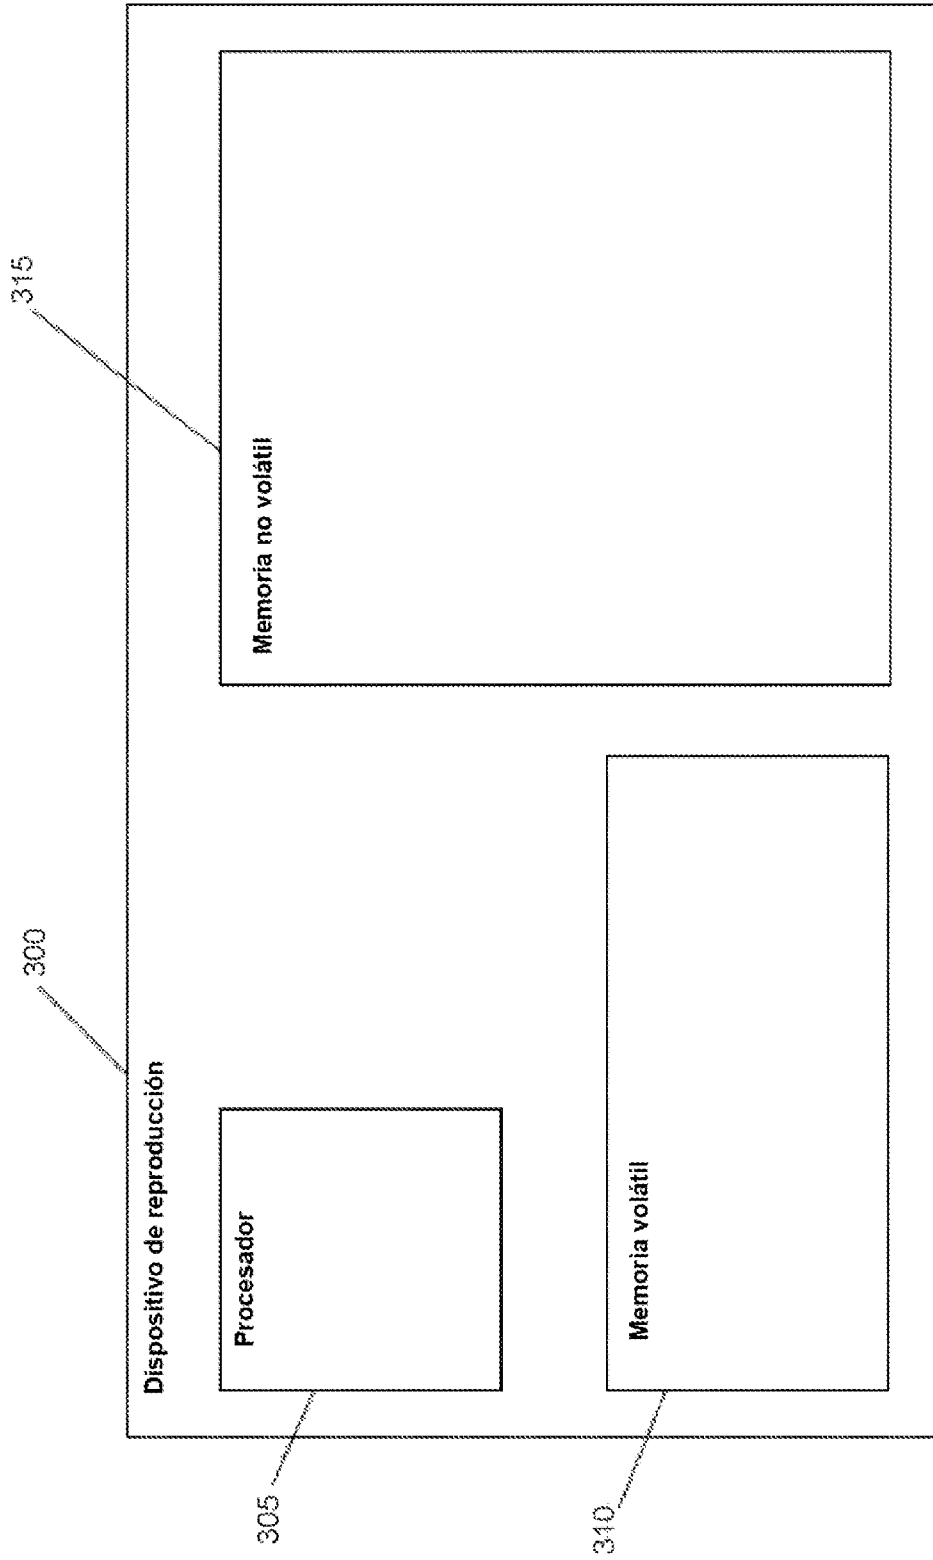 300
315
Dispositivo de reproducción
305
Procesador
Memoria no volátil
310
Memoria volátil